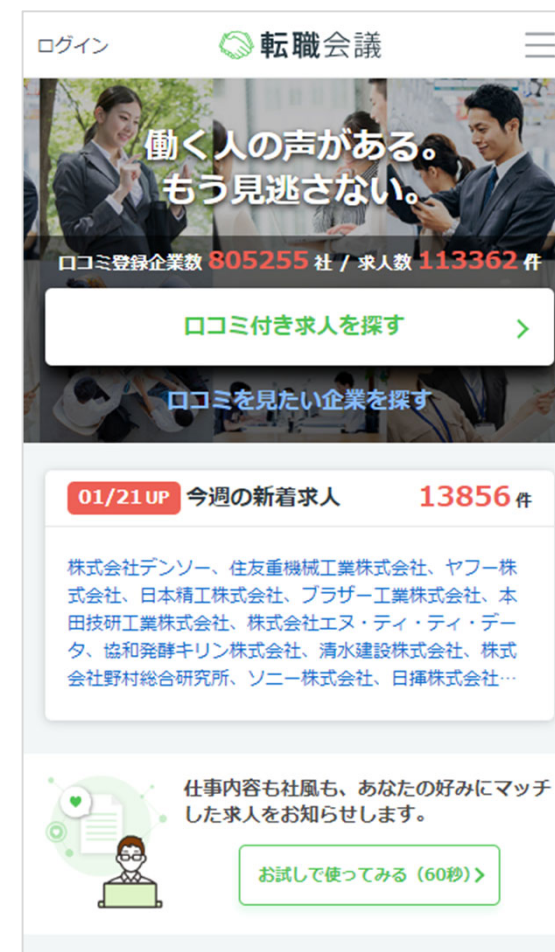 ログイン
転職会議
働く人の声がある。
もう見逃さない。
口コミ登録企業数 805255 社 / 求人数 113362 件
口コミ付き求人を探す
口コミを見たい企業を探す
01/21 UP 今週の新着求人 13856 件
株式会社デンソー、住友重機械工業株式会社、ヤフー株
式会社、日本精工株式会社、ブラザー工業株式会社、本
田技研工業株式会社、株式会社エヌ・ティ・ティ・デー
タ、協和発酵キリン株式会社、清水建設株式会社、株式
会社野村総合研究所、ソニー株式会社、日揮株式会社…
仕事内容も社風も、あなたの好みにマッチ
した求人をお知らせします。
お試しで使ってみる（60秒）